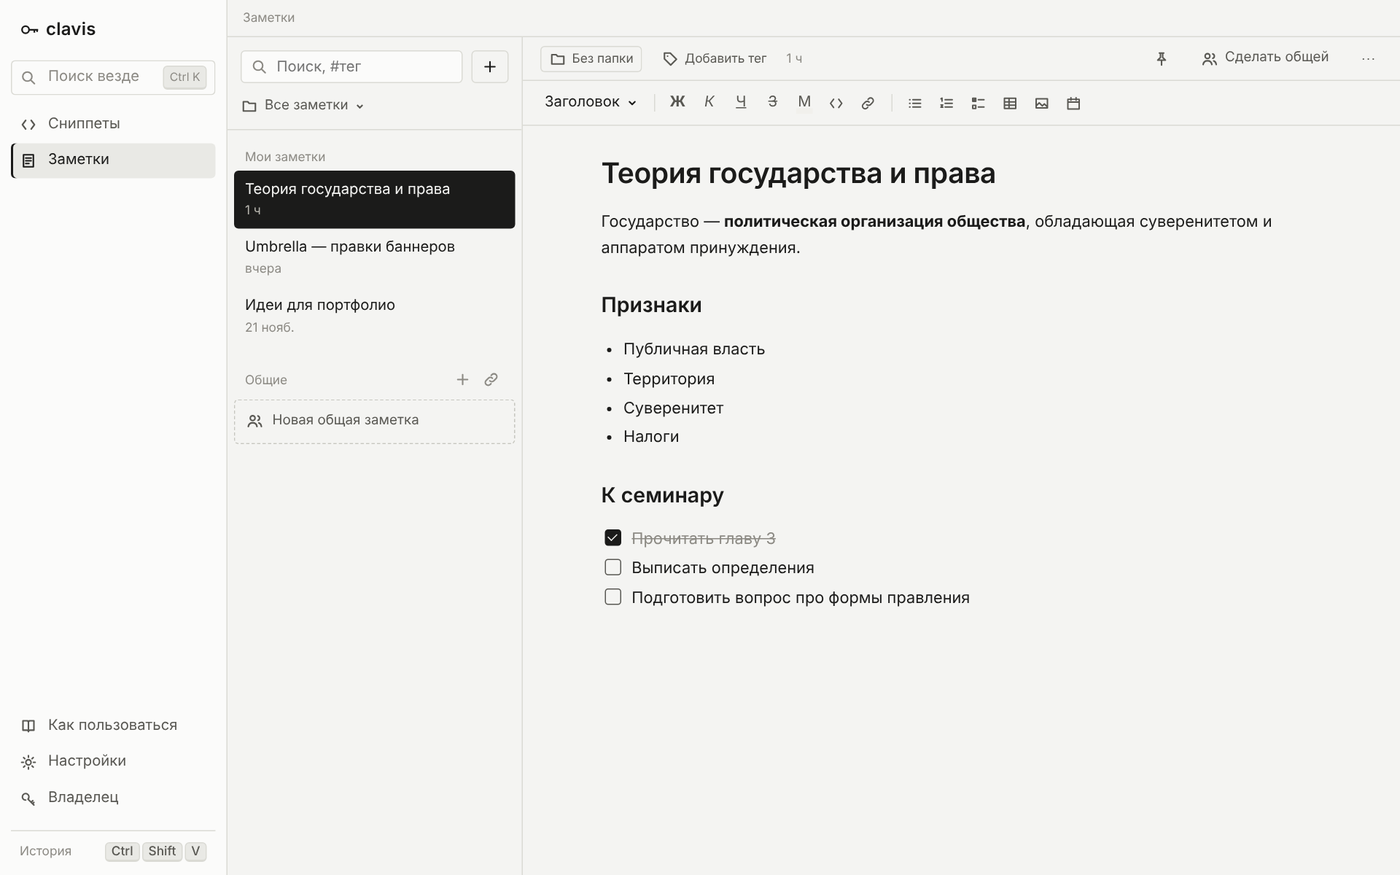 clavis
Поиск везде Ctrl K
Сниппеты
Заметки
Как пользоваться
Настройки
Владелец
История Ctrl Shift V
Заметки
Поиск, #тег
Все заметки
Мои заметки
Теория государства и права
1 ч
Umbrella — правки баннеров
вчера
Идеи для портфолио
21 нояб.
Общие
Новая общая заметка
Без папки Добавить тег 1 ч Сделать общей ...
Заголовок Ж К Ч З М
Теория государства и права
Государство — политическая организация общества, обладающая суверенитетом и
аппаратом принуждения.
Признаки
• Публичная власть
• Территория
• Суверенитет
• Налоги
К семинару
Прочитать главу 3
Выписать определения
Подготовить вопрос про формы правления